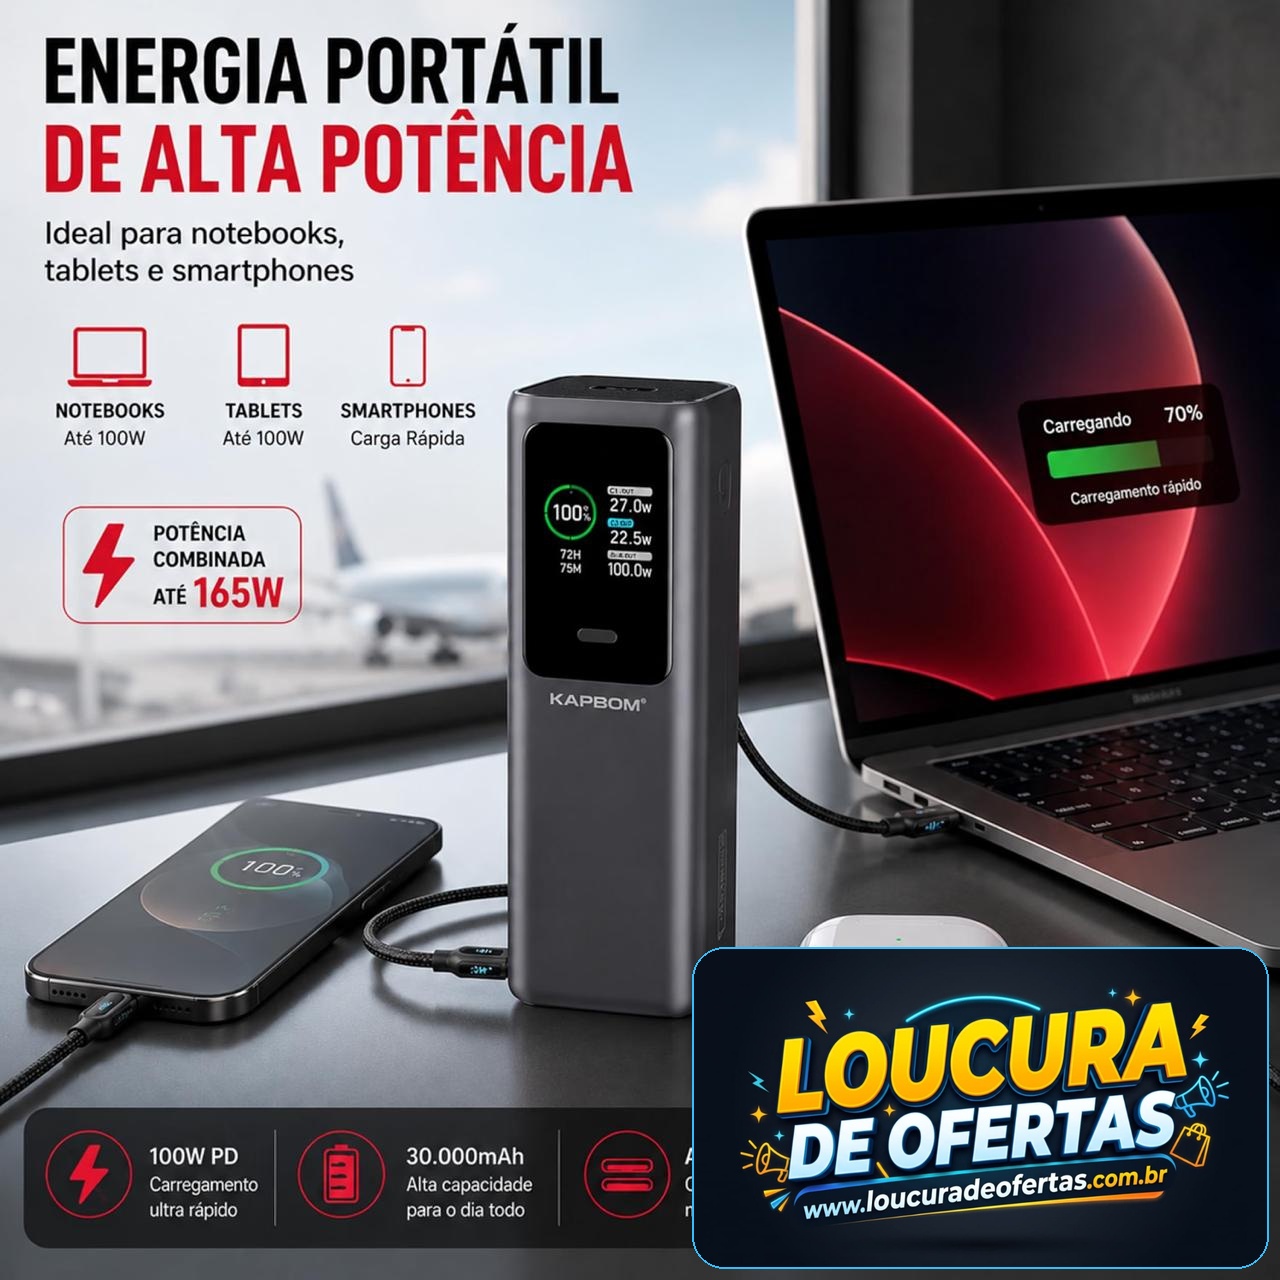 ENERGIA PORTÁTIL
DE ALTA POTÊNCIA
Ideal para notebooks,
tablets e smartphones
NOTEBOOKS
Até 100W
TABLETS
Até 100W
SMARTPHONES
Carga Rápida
POTÊNCIA
COMBINADA
ATÉ 165W
100%
72H
75M
C1 OUT
27.0w
22.5w
100.0w
KAPBOM®
Carregando 70%
Carregamento rápido
100%
100W PD
Carregamento
ultra rápido
30.000mAh
Alta capacidade
para o dia todo
LOUCURA
DE OFERTAS
www.loucuradeofertas.com.br